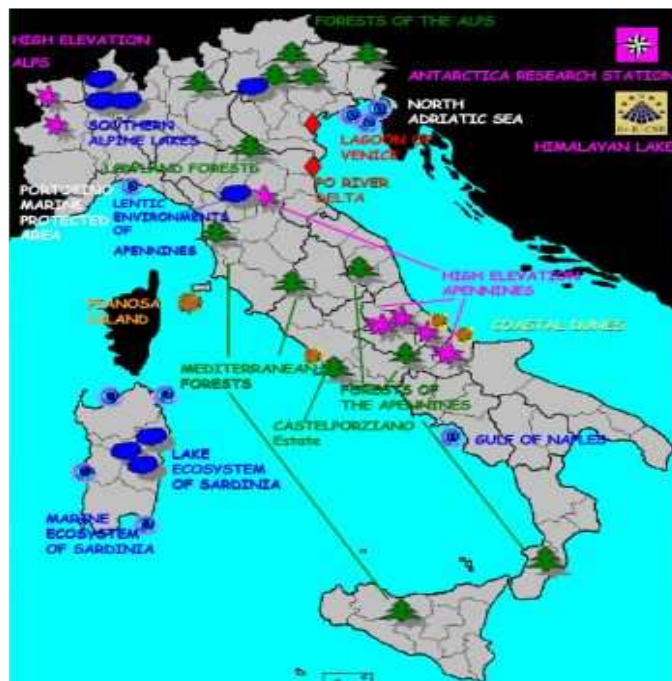 FORESTS OF THE ALPS
HIGH ELEVATION
ALPS
ANTARCTICA RESEARCH STATION
NORTH
ADRIATIC SEA
HIMALAYAN LAKE
SOUTHERN
ALPINE LAKES
LAGOON OF
VENICE
LOWLAND FORESTS
PO RIVER
DELTA
PORTOFINO
MARINE
PROTECTED
AREA
LENTIC
ENVIRONMENTS
OF
APENNINES
HIGH ELEVATION
APENNINES
PIANOSA
ISLAND
COASTAL DUNES
MEDITERRANEAN
FORESTS
FORESTS OF
THE APENNINES
CASTELPORZIANO
Estate
GULF OF NAPLES
LAKE
ECOSYSTEM
OF SARDINIA
MARINE
ECOSYSTEM
OF SARDINIA